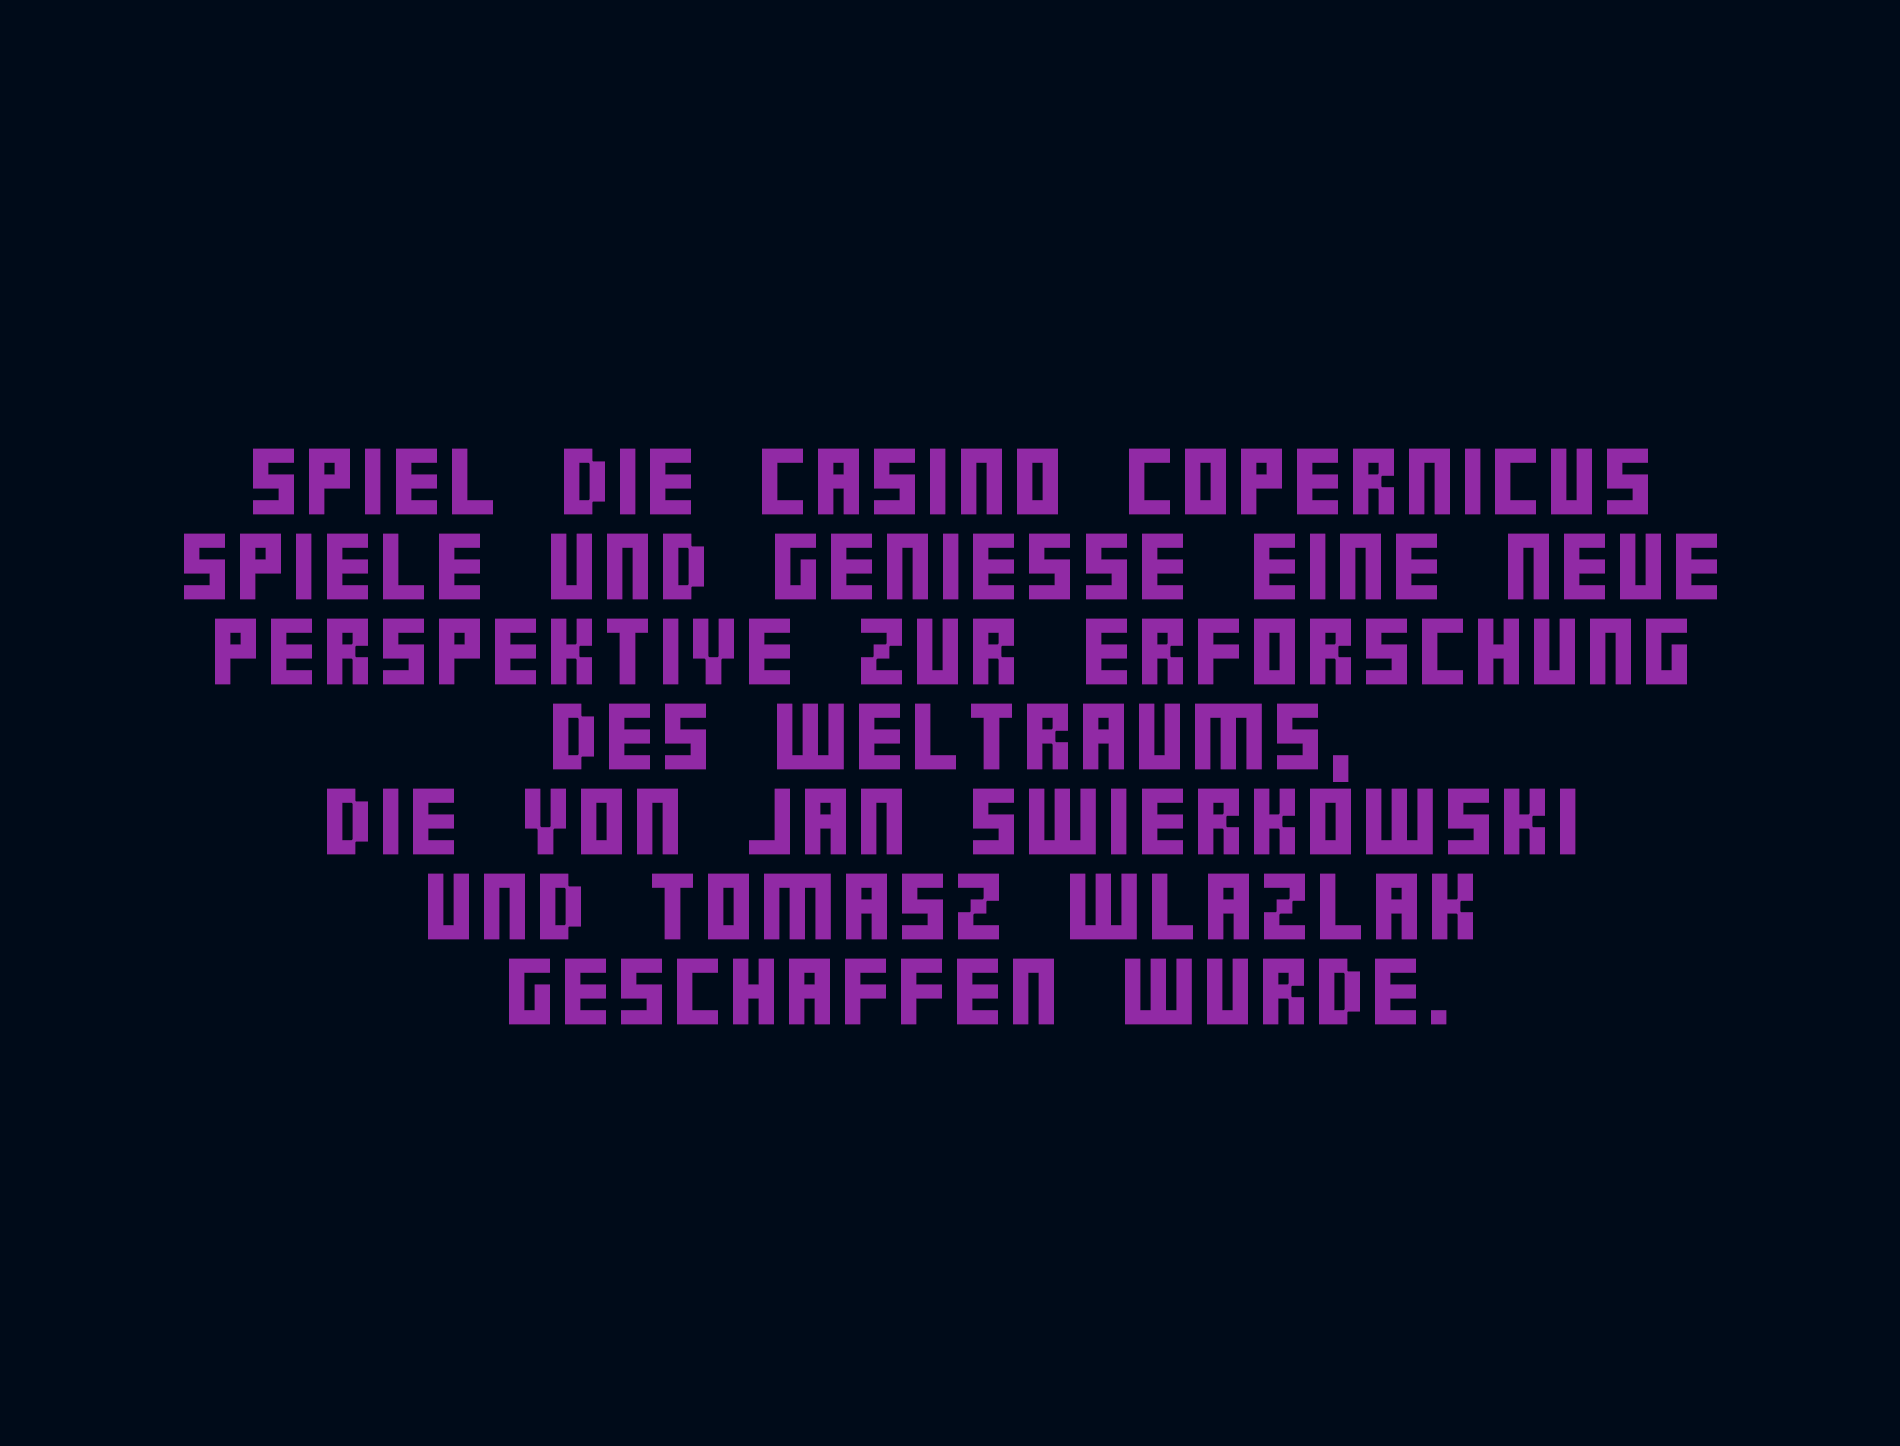 SPIEL DIE CASINO COPERNICUS
SPIELE UND GENIESSE EINE NEUE
PERSPEKTIVE ZUR ERFORSCHUNG
DES WELTRAUMS,
DIE VON JAN SWIERKOWSKI
UND TOMASZ WLAZLAK
GESCHAFFEN WURDE.